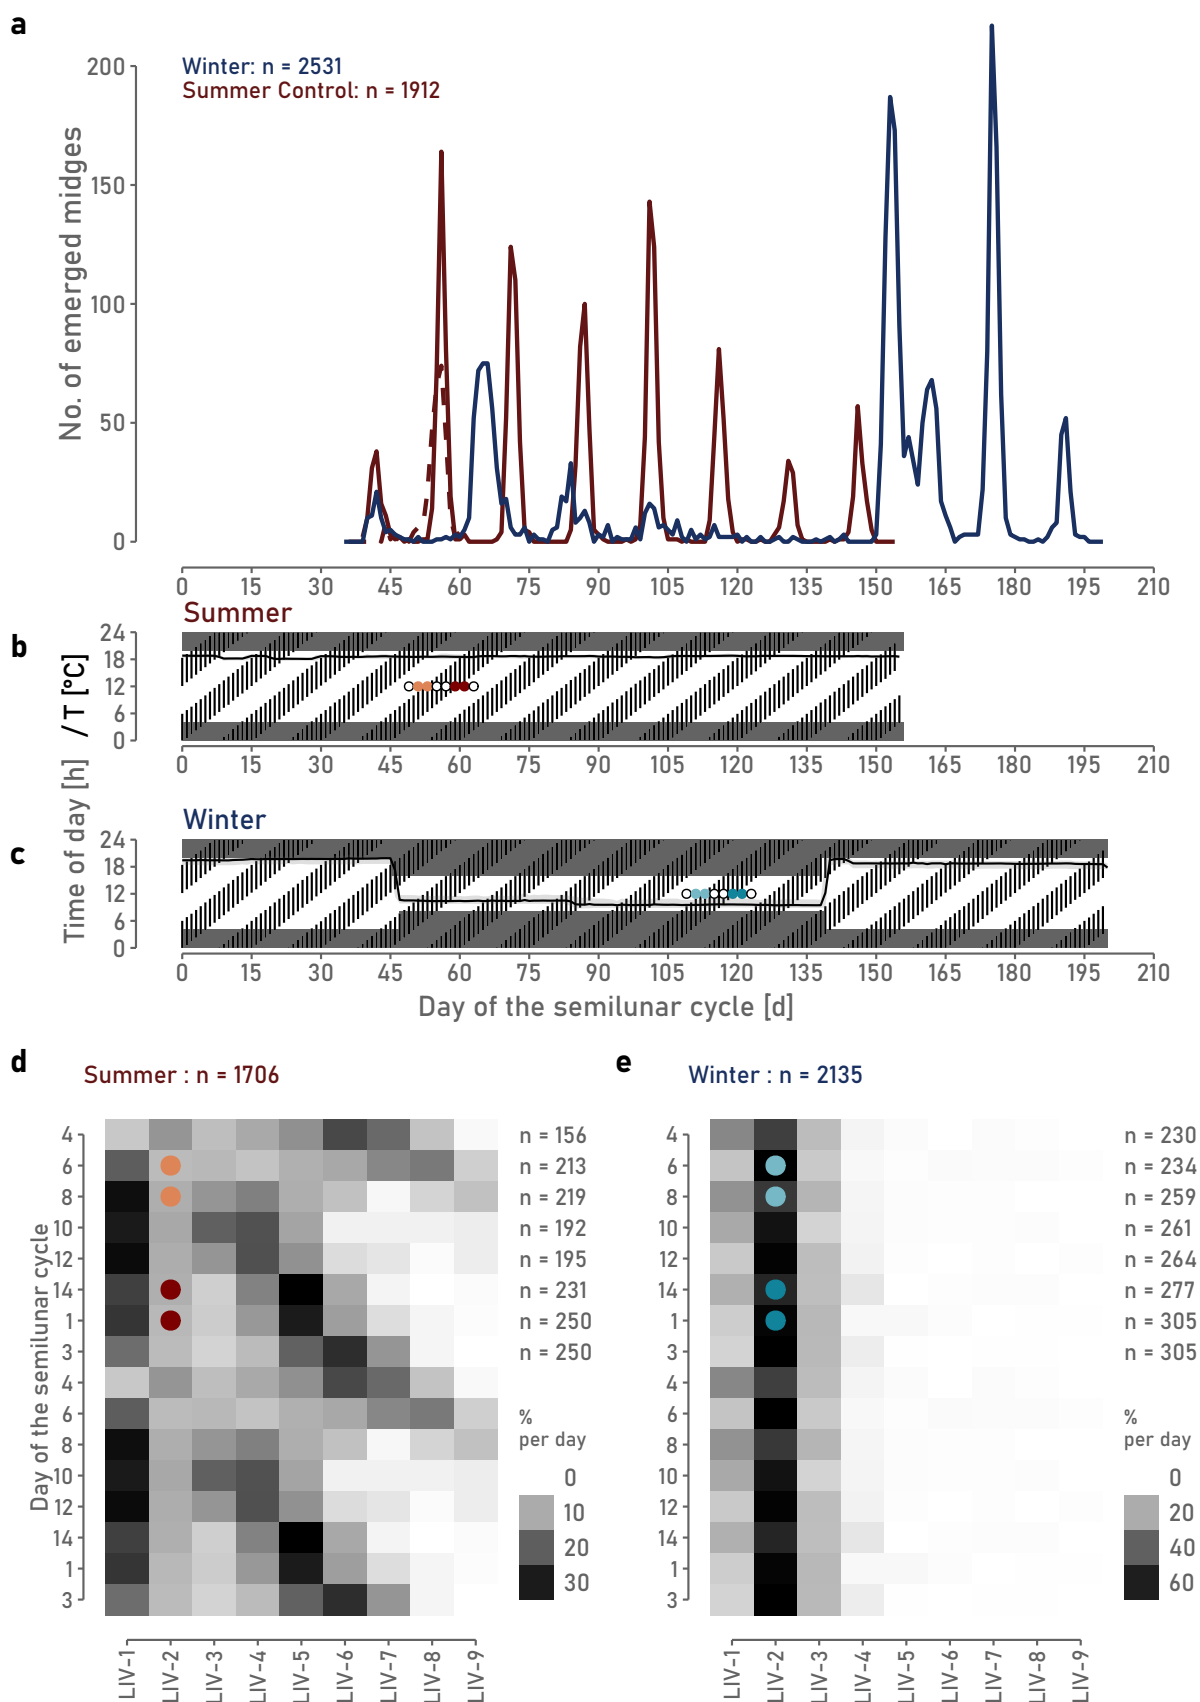 a
Winter: n = 2531
Summer Control: n = 1912
No. of emerged midges
200
150
100
50
0
0 15 30 45 60 75 90 105 120 135 150 165 180 195 210
Summer
b
24
18
12
6
0
0 15 30 45 60 75 90 105 120 135 150 165 180 195 210
Time of day [h] / T [°C]
Winter
c
24
18
12
6
0
0 15 30 45 60 75 90 105 120 135 150 165 180 195 210
Day of the semilunar cycle [d]
d
Summer : n = 1706
Day of the semilunar cycle
4 n = 156
6 n = 213
8 n = 219
10 n = 192
12 n = 195
14 n = 231
1 n = 250
3 n = 250
4
6
8
10
12
14
1
3
%
per day
0
10
20
30
LIV-1 LIV-2 LIV-3 LIV-4 LIV-5 LIV-6 LIV-7 LIV-8 LIV-9
e
Winter : n = 2135
4 n = 230
6 n = 234
8 n = 259
10 n = 261
12 n = 264
14 n = 277
1 n = 305
3 n = 305
4
6
8
10
12
14
1
3
%
per day
0
20
40
60
LIV-1 LIV-2 LIV-3 LIV-4 LIV-5 LIV-6 LIV-7 LIV-8 LIV-9